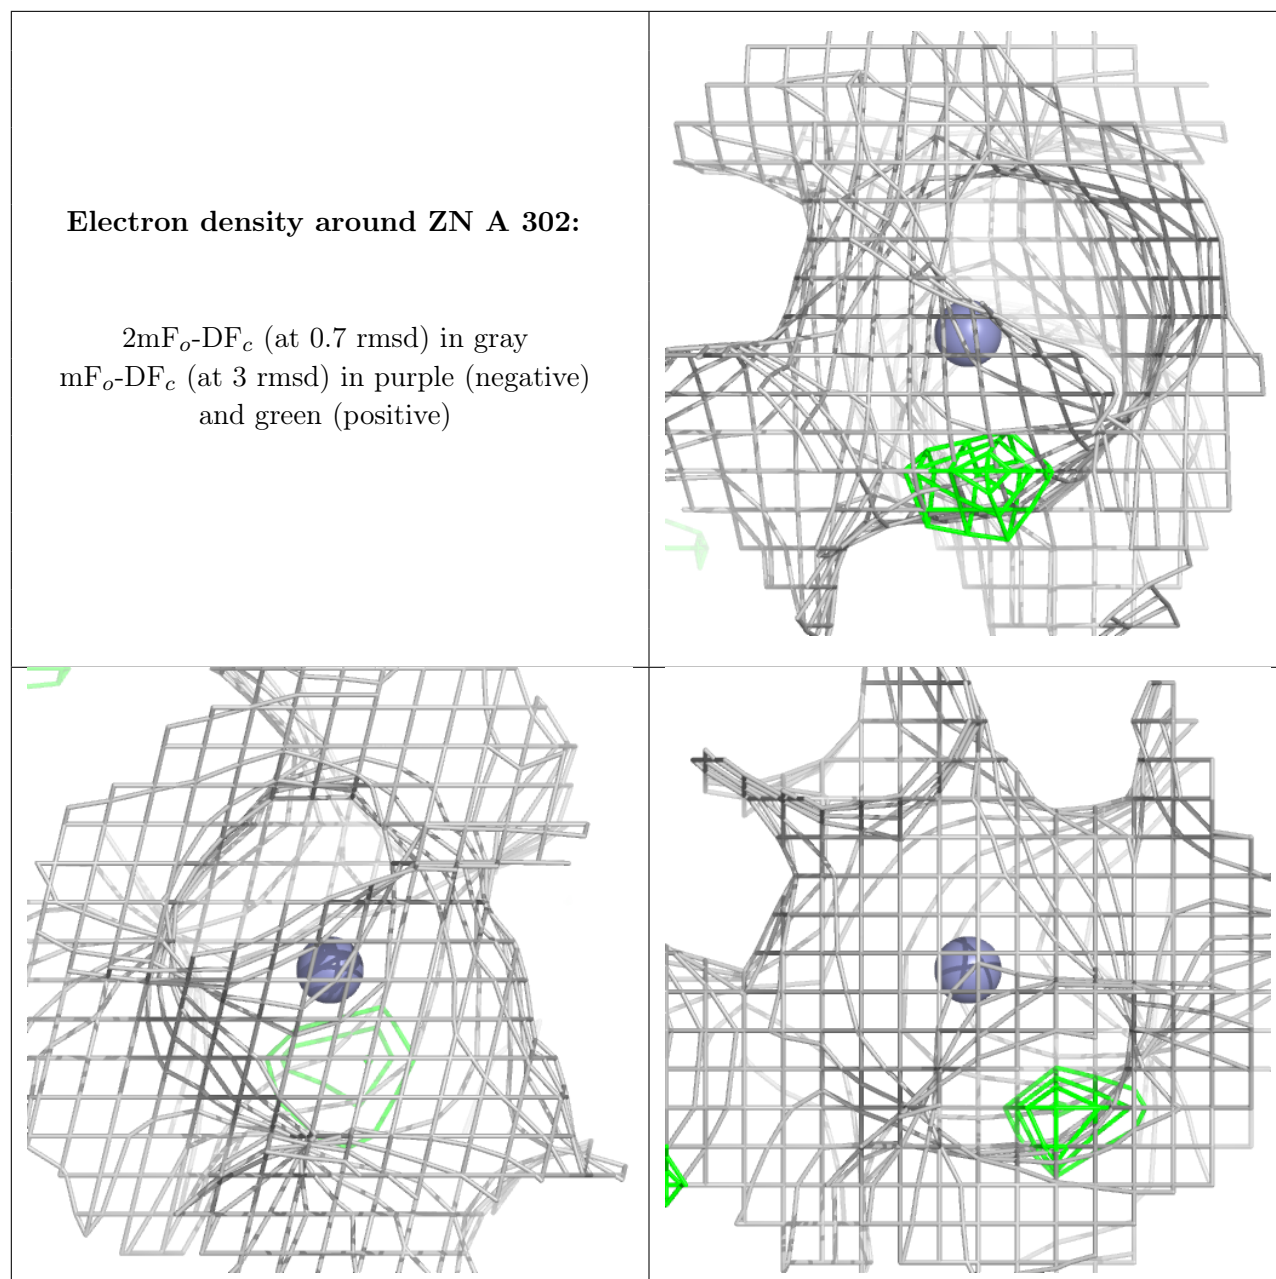 Electron density around ZN A 302:
2mFo-DFc (at 0.7 rmsd) in gray
mFo-DFc (at 3 rmsd) in purple (negative)
and green (positive)